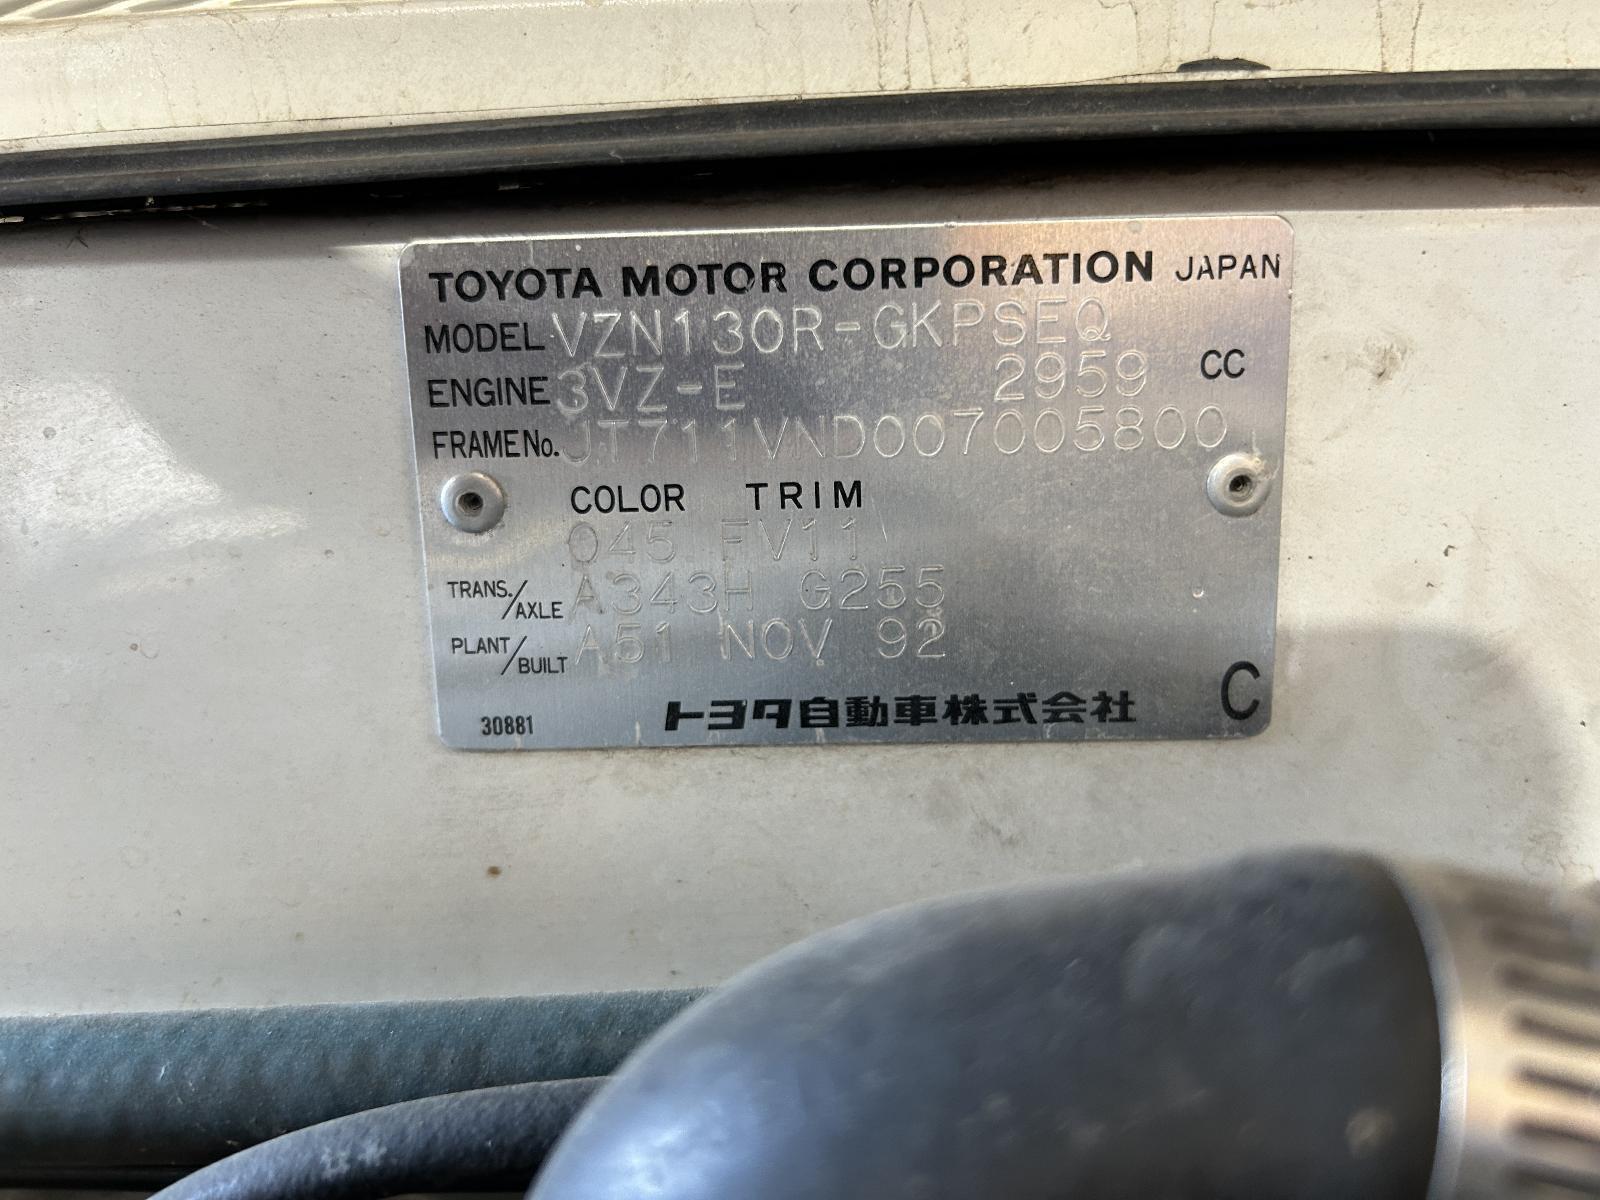 TOYOTA MOTOR CORPORATION JAPAN
MODEL VZN130R-GKPSEQ
ENGINE 3VZ-E 2959 CC
FRAME No. JT711VND007005800
COLOR TRIM
045 FV11
TRANS./AXLE A343H G255
PLANT/BUILT A51 NOV 92
30881 トヨタ自動車株式会社 C